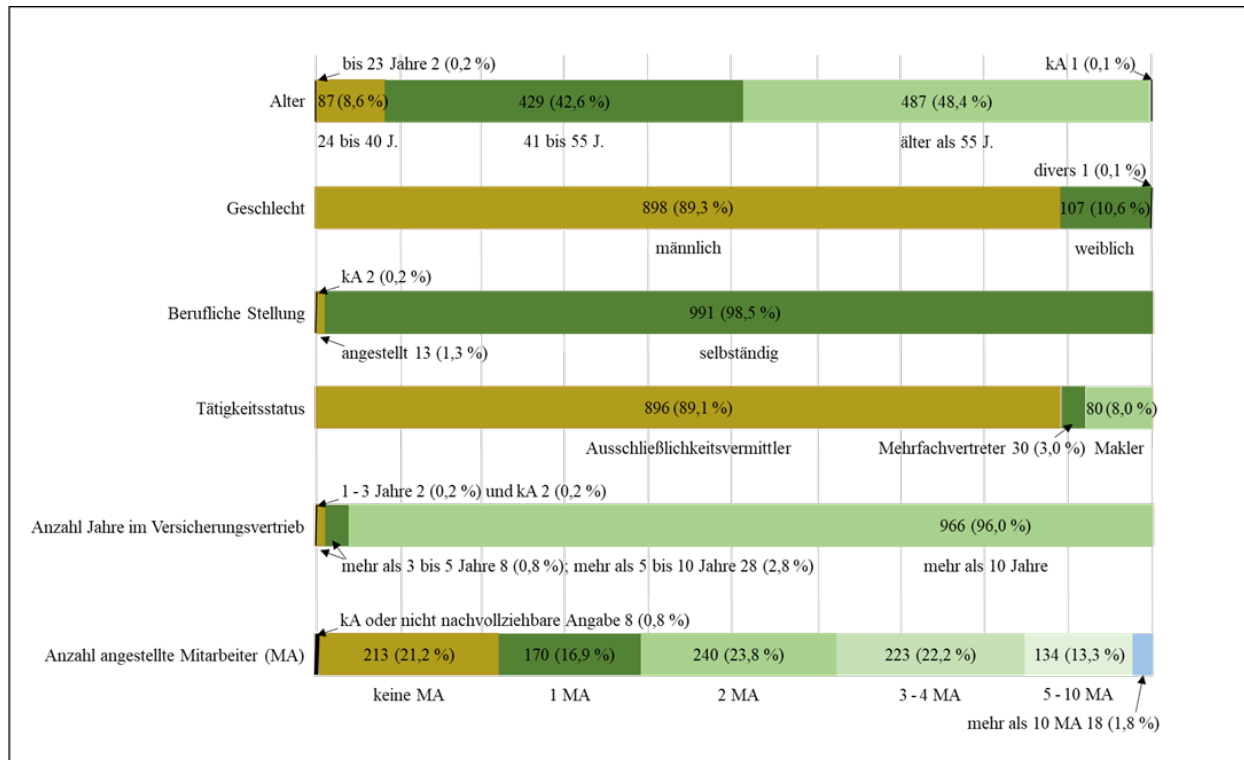 bis 23 Jahre 2 (0,2 %)
kA 1 (0,1 %)
Alter
87 (8,6 %)
429 (42,6 %)
487 (48,4 %)
24 bis 40 J.
41 bis 55 J.
älter als 55 J.
divers 1 (0,1 %)
Geschlecht
898 (89,3 %)
107 (10,6 %)
männlich
weiblich
kA 2 (0,2 %)
Berufliche Stellung
991 (98,5 %)
angestellt 13 (1,3 %)
selbständig
Tätigkeitsstatus
896 (89,1 %)
80 (8,0 %)
Ausschließlichkeitsvermittler
Mehrfachvertreter 30 (3,0 %)
Makler
1 - 3 Jahre 2 (0,2 %) und kA 2 (0,2 %)
Anzahl Jahre im Versicherungsvertrieb
966 (96,0 %)
mehr als 3 bis 5 Jahre 8 (0,8 %); mehr als 5 bis 10 Jahre 28 (2,8 %)
mehr als 10 Jahre
kA oder nicht nachvollziehbare Angabe 8 (0,8 %)
Anzahl angestellte Mitarbeiter (MA)
213 (21,2 %)
170 (16,9 %)
240 (23,8 %)
223 (22,2 %)
134 (13,3 %)
keine MA
1 MA
2 MA
3 - 4 MA
5 - 10 MA
mehr als 10 MA 18 (1,8 %)